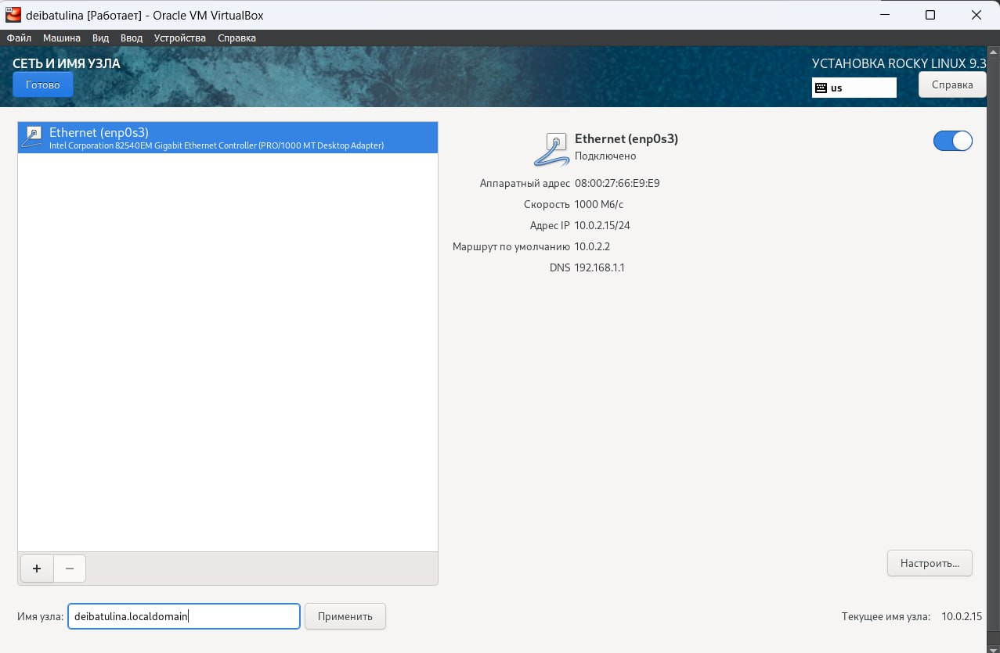 deibatulina [Работает] - Oracle VM VirtualBox
Файл Машина Вид Ввод Устройства Справка
СЕТЬ И ИМЯ УЗЛА
УСТАНОВКА ROCKY LINUX 9.3
Готово
us
Справка
Ethernet (enp0s3)
Intel Corporation 82540EM Gigabit Ethernet Controller (PRO/1000 MT Desktop Adapter)
Ethernet (enp0s3)
Подключено
Аппаратный адрес 08:00:27:66:E9:E9
Скорость 1000 Мб/с
Адрес IP 10.0.2.15/24
Маршрут по умолчанию 10.0.2.2
DNS 192.168.1.1
+ −
Настроить...
Имя узла: deibatulina.localdomain Применить
Текущее имя узла: 10.0.2.15